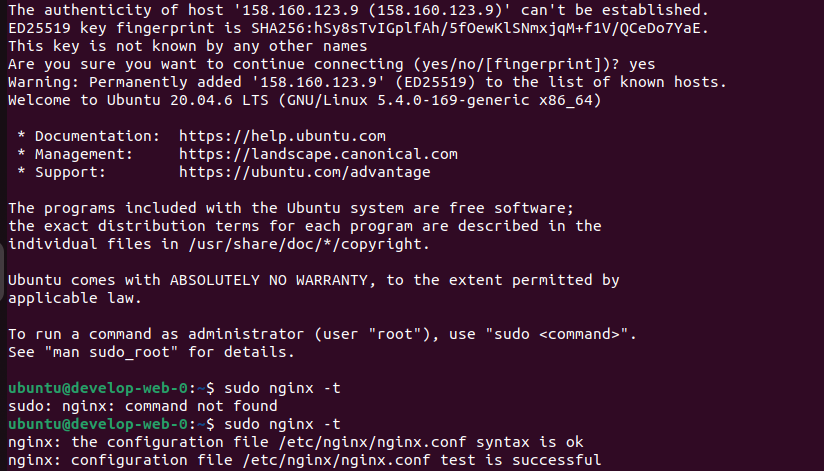 The authenticity of host '158.160.123.9 (158.160.123.9)' can't be established.
ED25519 key fingerprint is SHA256:hSy8sTvIGplfAh/5fOewKlSNmxjqM+f1V/QCeDo7YaE.
This key is not known by any other names
Are you sure you want to continue connecting (yes/no/[fingerprint])? yes
Warning: Permanently added '158.160.123.9' (ED25519) to the list of known hosts.
Welcome to Ubuntu 20.04.6 LTS (GNU/Linux 5.4.0-169-generic x86_64)
* Documentation:  https://help.ubuntu.com
* Management:     https://landscape.canonical.com
* Support:        https://ubuntu.com/advantage
The programs included with the Ubuntu system are free software;
the exact distribution terms for each program are described in the
individual files in /usr/share/doc/*/copyright.
Ubuntu comes with ABSOLUTELY NO WARRANTY, to the extent permitted by
applicable law.
To run a command as administrator (user "root"), use "sudo <command>".
See "man sudo_root" for details.
ubuntu@develop-web-0:~$ sudo nginx -t
sudo: nginx: command not found
ubuntu@develop-web-0:~$ sudo nginx -t
nginx: the configuration file /etc/nginx/nginx.conf syntax is ok
nginx: configuration file /etc/nginx/nginx.conf test is successful